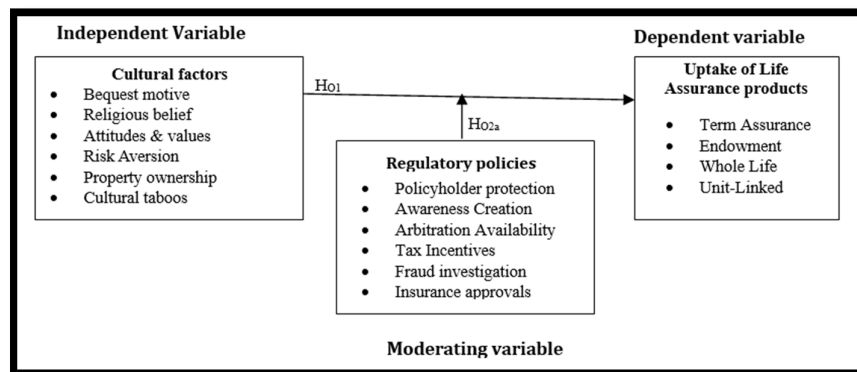 Independent Variable
Dependent variable
Cultural factors
• Bequest motive
• Religious belief
• Attitudes & values
• Risk Aversion
• Property ownership
• Cultural taboos
H01
H02a
Regulatory policies
• Policyholder protection
• Awareness Creation
• Arbitration Availability
• Tax Incentives
• Fraud investigation
• Insurance approvals
Uptake of Life
Assurance products
• Term Assurance
• Endowment
• Whole Life
• Unit-Linked
Moderating variable